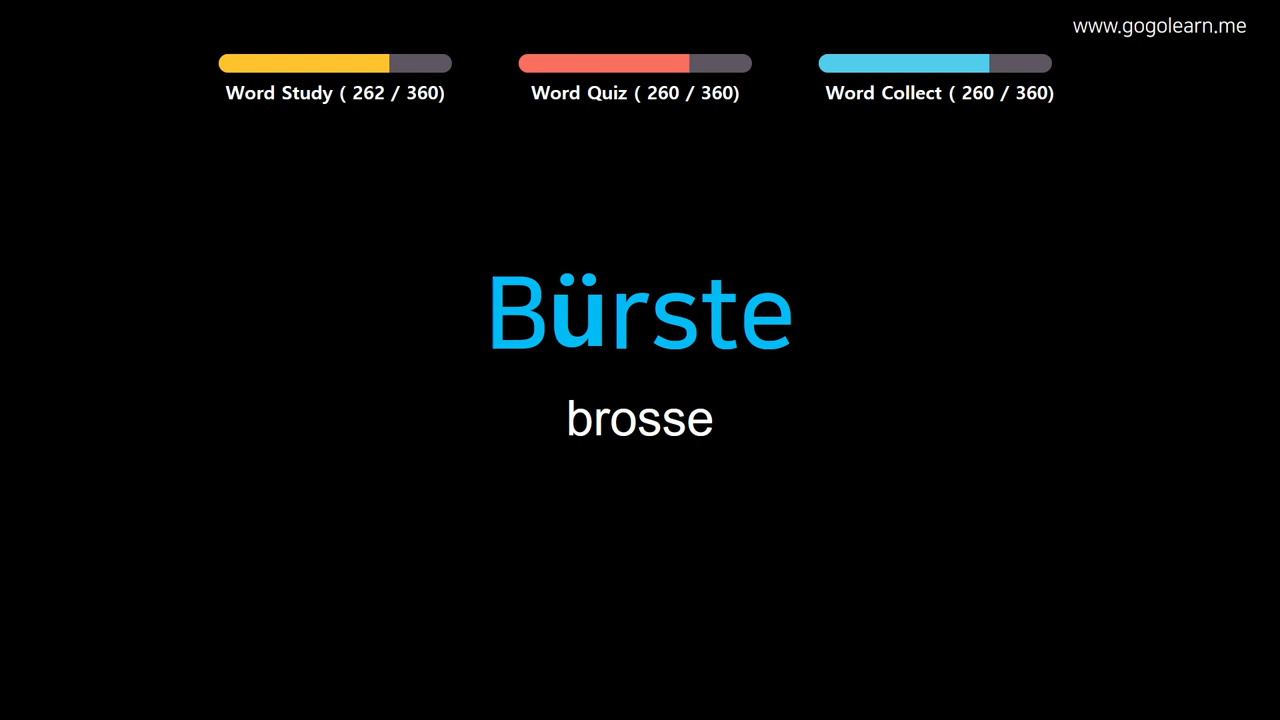 www.gogolearn.me
Word Study ( 262 / 360)
Word Quiz ( 260 / 360)
Word Collect ( 260 / 360)
Bürste
brosse